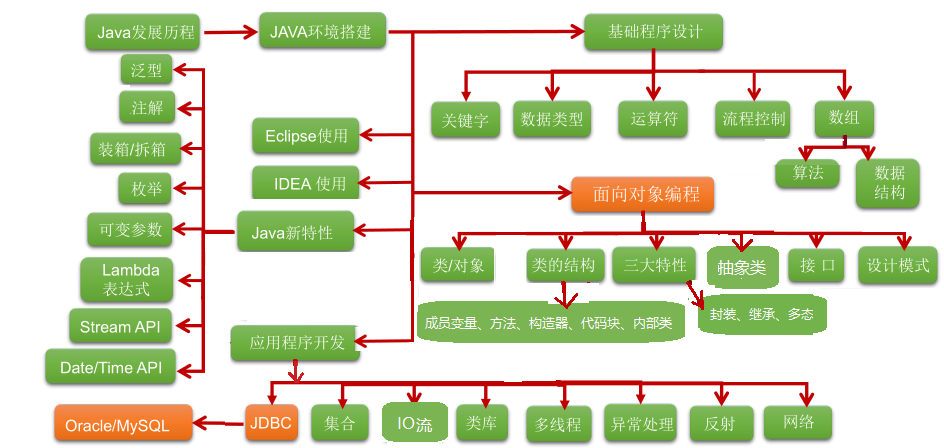 Java发展历程
JAVA环境搭建
基础程序设计
泛型
注解
装箱/拆箱
枚举
可变参数
Lambda
表达式
Stream API
Date/Time API
Eclipse使用
IDEA 使用
Java新特性
关键字
数据类型
运算符
流程控制
数组
算法
数据
结构
面向对象编程
类/对象
类的结构
三大特性
抽象类
接 口
设计模式
成员变量、方法、构造器、代码块、内部类
封装、继承、多态
应用程序开发
Oracle/MySQL
JDBC
集合
IO流
类库
多线程
异常处理
反射
网络